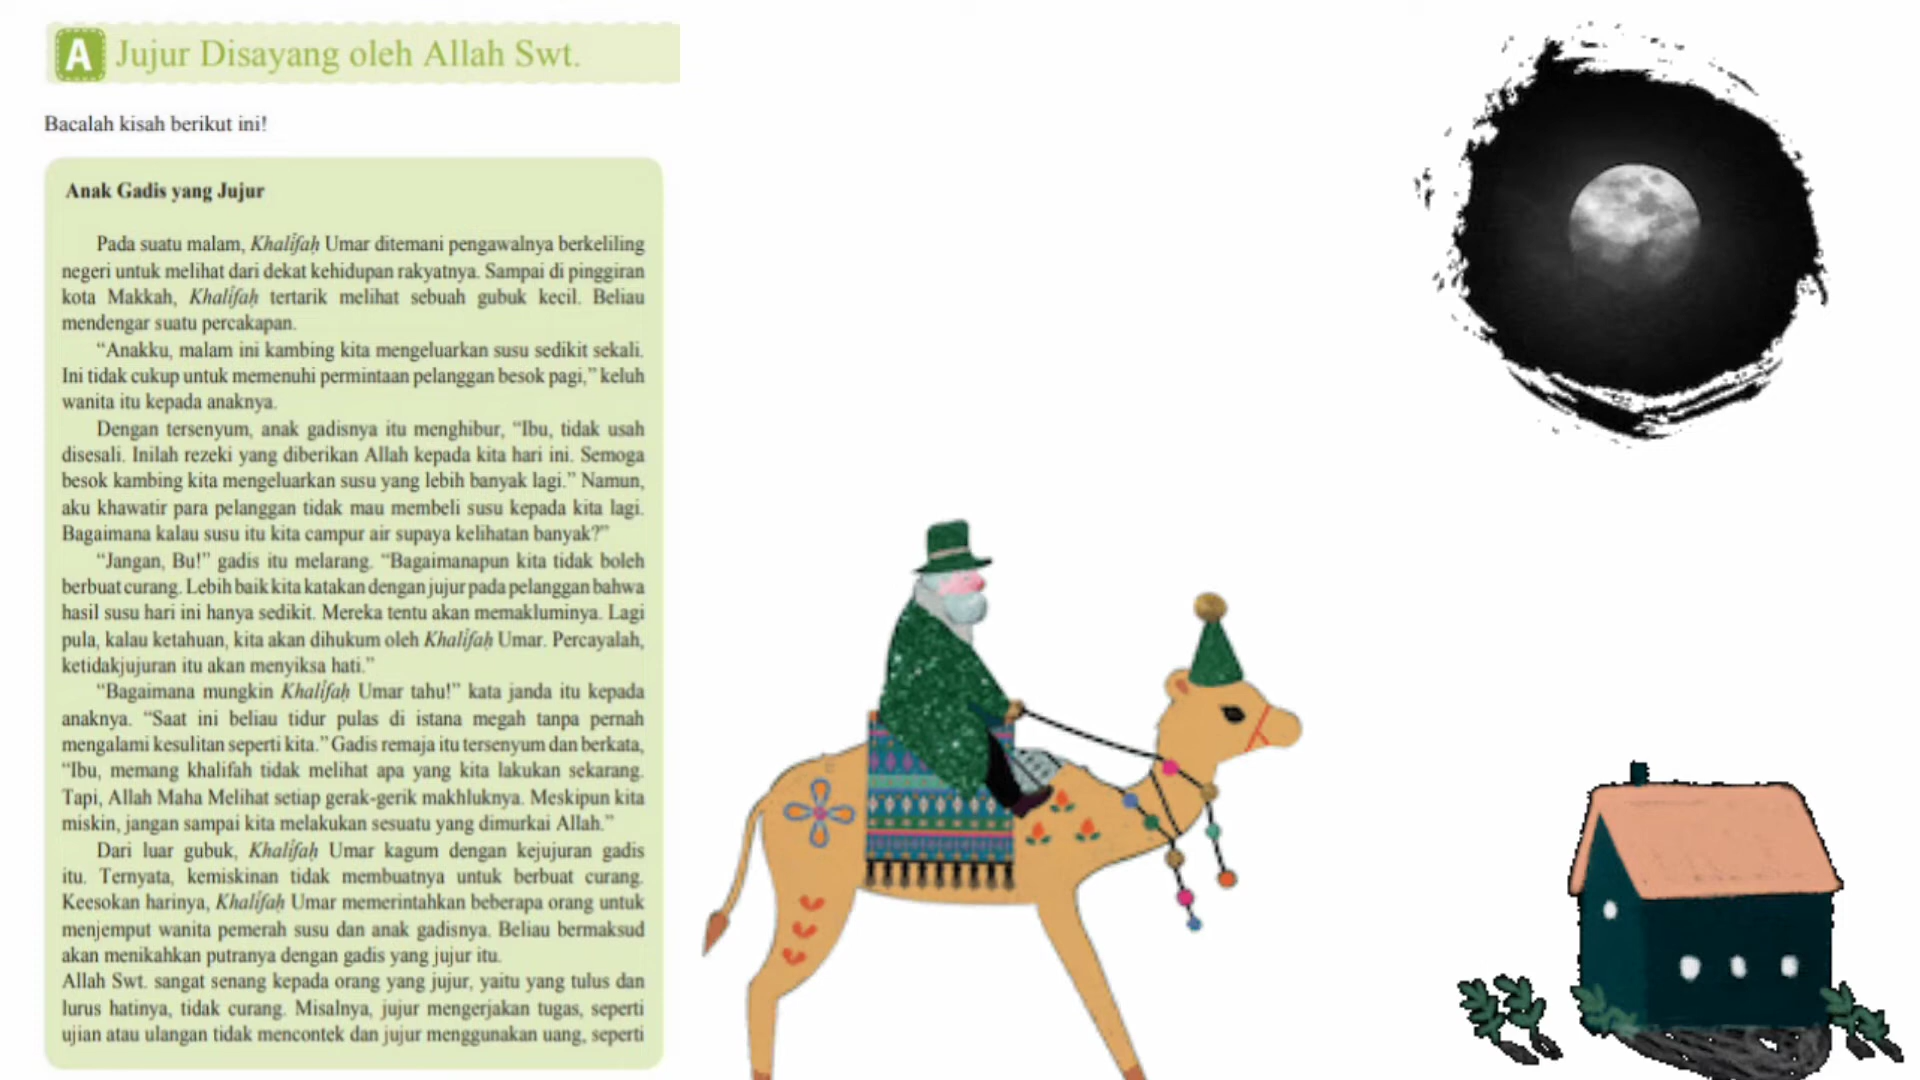 A Jujur Disayang oleh Allah Swt.
Bacalah kisah berikut ini!
Anak Gadis yang Jujur
Pada suatu malam, Khalīfaḥ Umar ditemani pengawalnya berkeliling
negeri untuk melihat dari dekat kehidupan rakyatnya. Sampai di pinggiran
kota Makkah, Khalīfaḥ tertarik melihat sebuah gubuk kecil. Beliau
mendengar suatu percakapan.
“Anakku, malam ini kambing kita mengeluarkan susu sedikit sekali.
Ini tidak cukup untuk memenuhi permintaan pelanggan besok pagi,” keluh
wanita itu kepada anaknya.
Dengan tersenyum, anak gadisnya itu menghibur, “Ibu, tidak usah
disesali. Inilah rezeki yang diberikan Allah kepada kita hari ini. Semoga
besok kambing kita mengeluarkan susu yang lebih banyak lagi.” Namun,
aku khawatir para pelanggan tidak mau membeli susu kepada kita lagi.
Bagaimana kalau susu itu kita campur air supaya kelihatan banyak?”
“Jangan, Bu!” gadis itu melarang. “Bagaimanapun kita tidak boleh
berbuat curang. Lebih baik kita katakan dengan jujur pada pelanggan bahwa
hasil susu hari ini hanya sedikit. Mereka tentu akan memakluminya. Lagi
pula, kalau ketahuan, kita akan dihukum oleh Khalīfaḥ Umar. Percayalah,
ketidakjujuran itu akan menyiksa hati.”
“Bagaimana mungkin Khalīfaḥ Umar tahu!” kata janda itu kepada
anaknya. “Saat ini beliau tidur pulas di istana megah tanpa pernah
mengalami kesulitan seperti kita.” Gadis remaja itu tersenyum dan berkata,
“Ibu, memang khalifah tidak melihat apa yang kita lakukan sekarang.
Tapi, Allah Maha Melihat setiap gerak-gerik makhluknya. Meskipun kita
miskin, jangan sampai kita melakukan sesuatu yang dimurkai Allah.”
Dari luar gubuk, Khalīfaḥ Umar kagum dengan kejujuran gadis
itu. Ternyata, kemiskinan tidak membuatnya untuk berbuat curang.
Keesokan harinya, Khalīfaḥ Umar memerintahkan beberapa orang untuk
menjemput wanita pemerah susu dan anak gadisnya. Beliau bermaksud
akan menikahkan putranya dengan gadis yang jujur itu.
Allah Swt. sangat senang kepada orang yang jujur, yaitu yang tulus dan
lurus hatinya, tidak curang. Misalnya, jujur mengerjakan tugas, seperti
ujian atau ulangan tidak mencontek dan jujur menggunakan uang, seperti